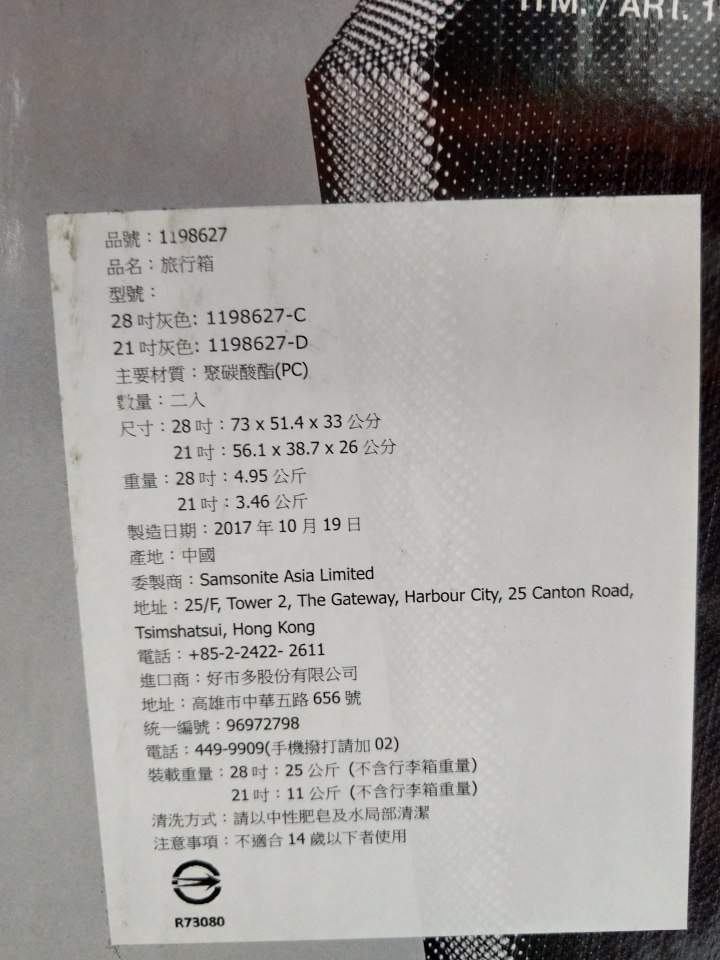 ITM. / ART. 1
品號：1198627
品名：旅行箱
型號：
28 吋灰色: 1198627-C
21 吋灰色: 1198627-D
主要材質：聚碳酸酯(PC)
數量：二入
尺寸：28 吋：73 x 51.4 x 33 公分
21 吋：56.1 x 38.7 x 26 公分
重量：28 吋：4.95 公斤
21 吋：3.46 公斤
製造日期：2017 年 10 月 19 日
產地：中國
委製商：Samsonite Asia Limited
地址：25/F, Tower 2, The Gateway, Harbour City, 25 Canton Road,
Tsimshatsui, Hong Kong
電話：+85-2-2422- 2611
進口商：好市多股份有限公司
地址：高雄市中華五路 656 號
統一編號：96972798
電話：449-9909(手機撥打請加 02)
裝載重量：28 吋：25 公斤 (不含行李箱重量)
21 吋：11 公斤 (不含行李箱重量)
清洗方式：請以中性肥皂及水局部清潔
注意事項：不適合 14 歲以下者使用
R73080